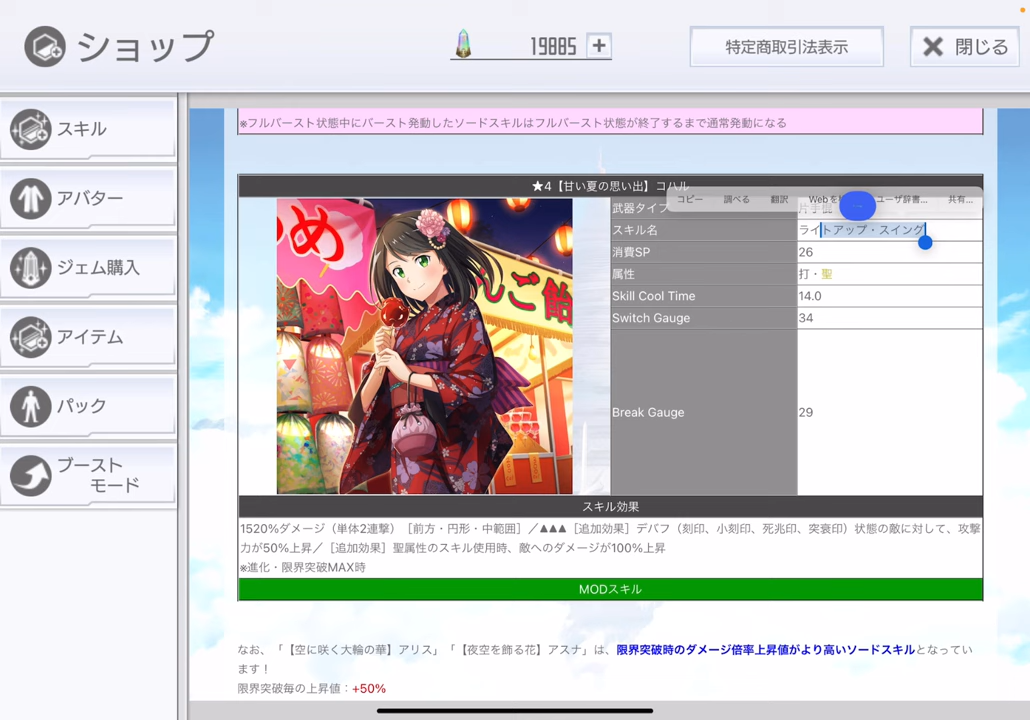 ショップ
19885
特定商取引法表示
閉じる
スキル
アバター
ジェム購入
アイテム
パック
ブースト
モード
※フルバースト状態中にバースト発動したソードスキルはフルバースト状態が終了するまで通常発動になる
★4【甘い夏の思い出】コハル
コピー 調べる 翻訳 Webを ユーザ辞書... 共有...
武器タイプ 片手棍
スキル名 ライトアップ・スイング
消費SP 26
属性 打・聖
Skill Cool Time 14.0
Switch Gauge 34
Break Gauge 29
め
んご飴
スキル効果
1520%ダメージ（単体2連撃）［前方・円形・中範囲］／▲▲▲［追加効果］デバフ（刻印、小刻印、死兆印、突衰印）状態の敵に対して、攻撃
力が50%上昇／［追加効果］聖属性のスキル使用時、敵へのダメージが100%上昇
※進化・限界突破MAX時
MODスキル
なお、「【空に咲く大輪の華】アリス」「【夜空を飾る花】アスナ」は、限界突破時のダメージ倍率上昇値がより高いソードスキルとなってい
ます！
限界突破毎の上昇値：+50%